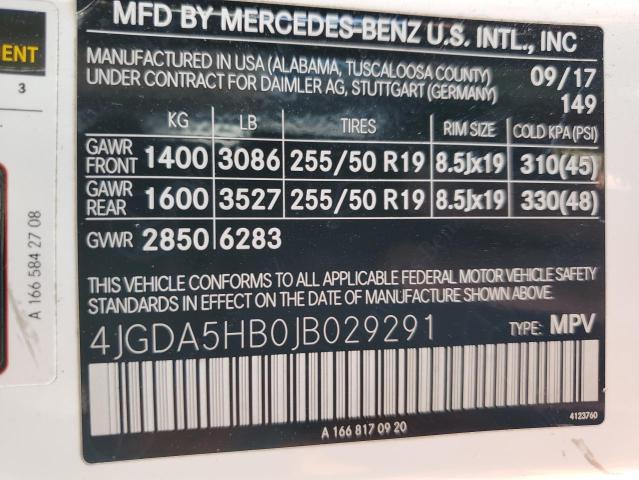 MFD BY MERCEDES-BENZ U.S. INTL., INC
MANUFACTURED IN USA (ALABAMA, TUSCALOOSA COUNTY) 09/17
UNDER CONTRACT FOR DAIMLER AG, STUTTGART (GERMANY) 149
KG LB TIRES RIM SIZE COLD KPA (PSI)
GAWR FRONT 1400 3086 255/50 R19 8.5Jx19 310(45)
GAWR REAR 1600 3527 255/50 R19 8.5Jx19 330(48)
GVWR 2850 6283
THIS VEHICLE CONFORMS TO ALL APPLICABLE FEDERAL MOTOR VEHICLE SAFETY
STANDARDS IN EFFECT ON THE DATE OF MANUFACTURE SHOWN ABOVE.
4JGDA5HB0JB029291 TYPE: MPV
4123760
A 166 817 09 20
ENT
3
A 166 584 27 08